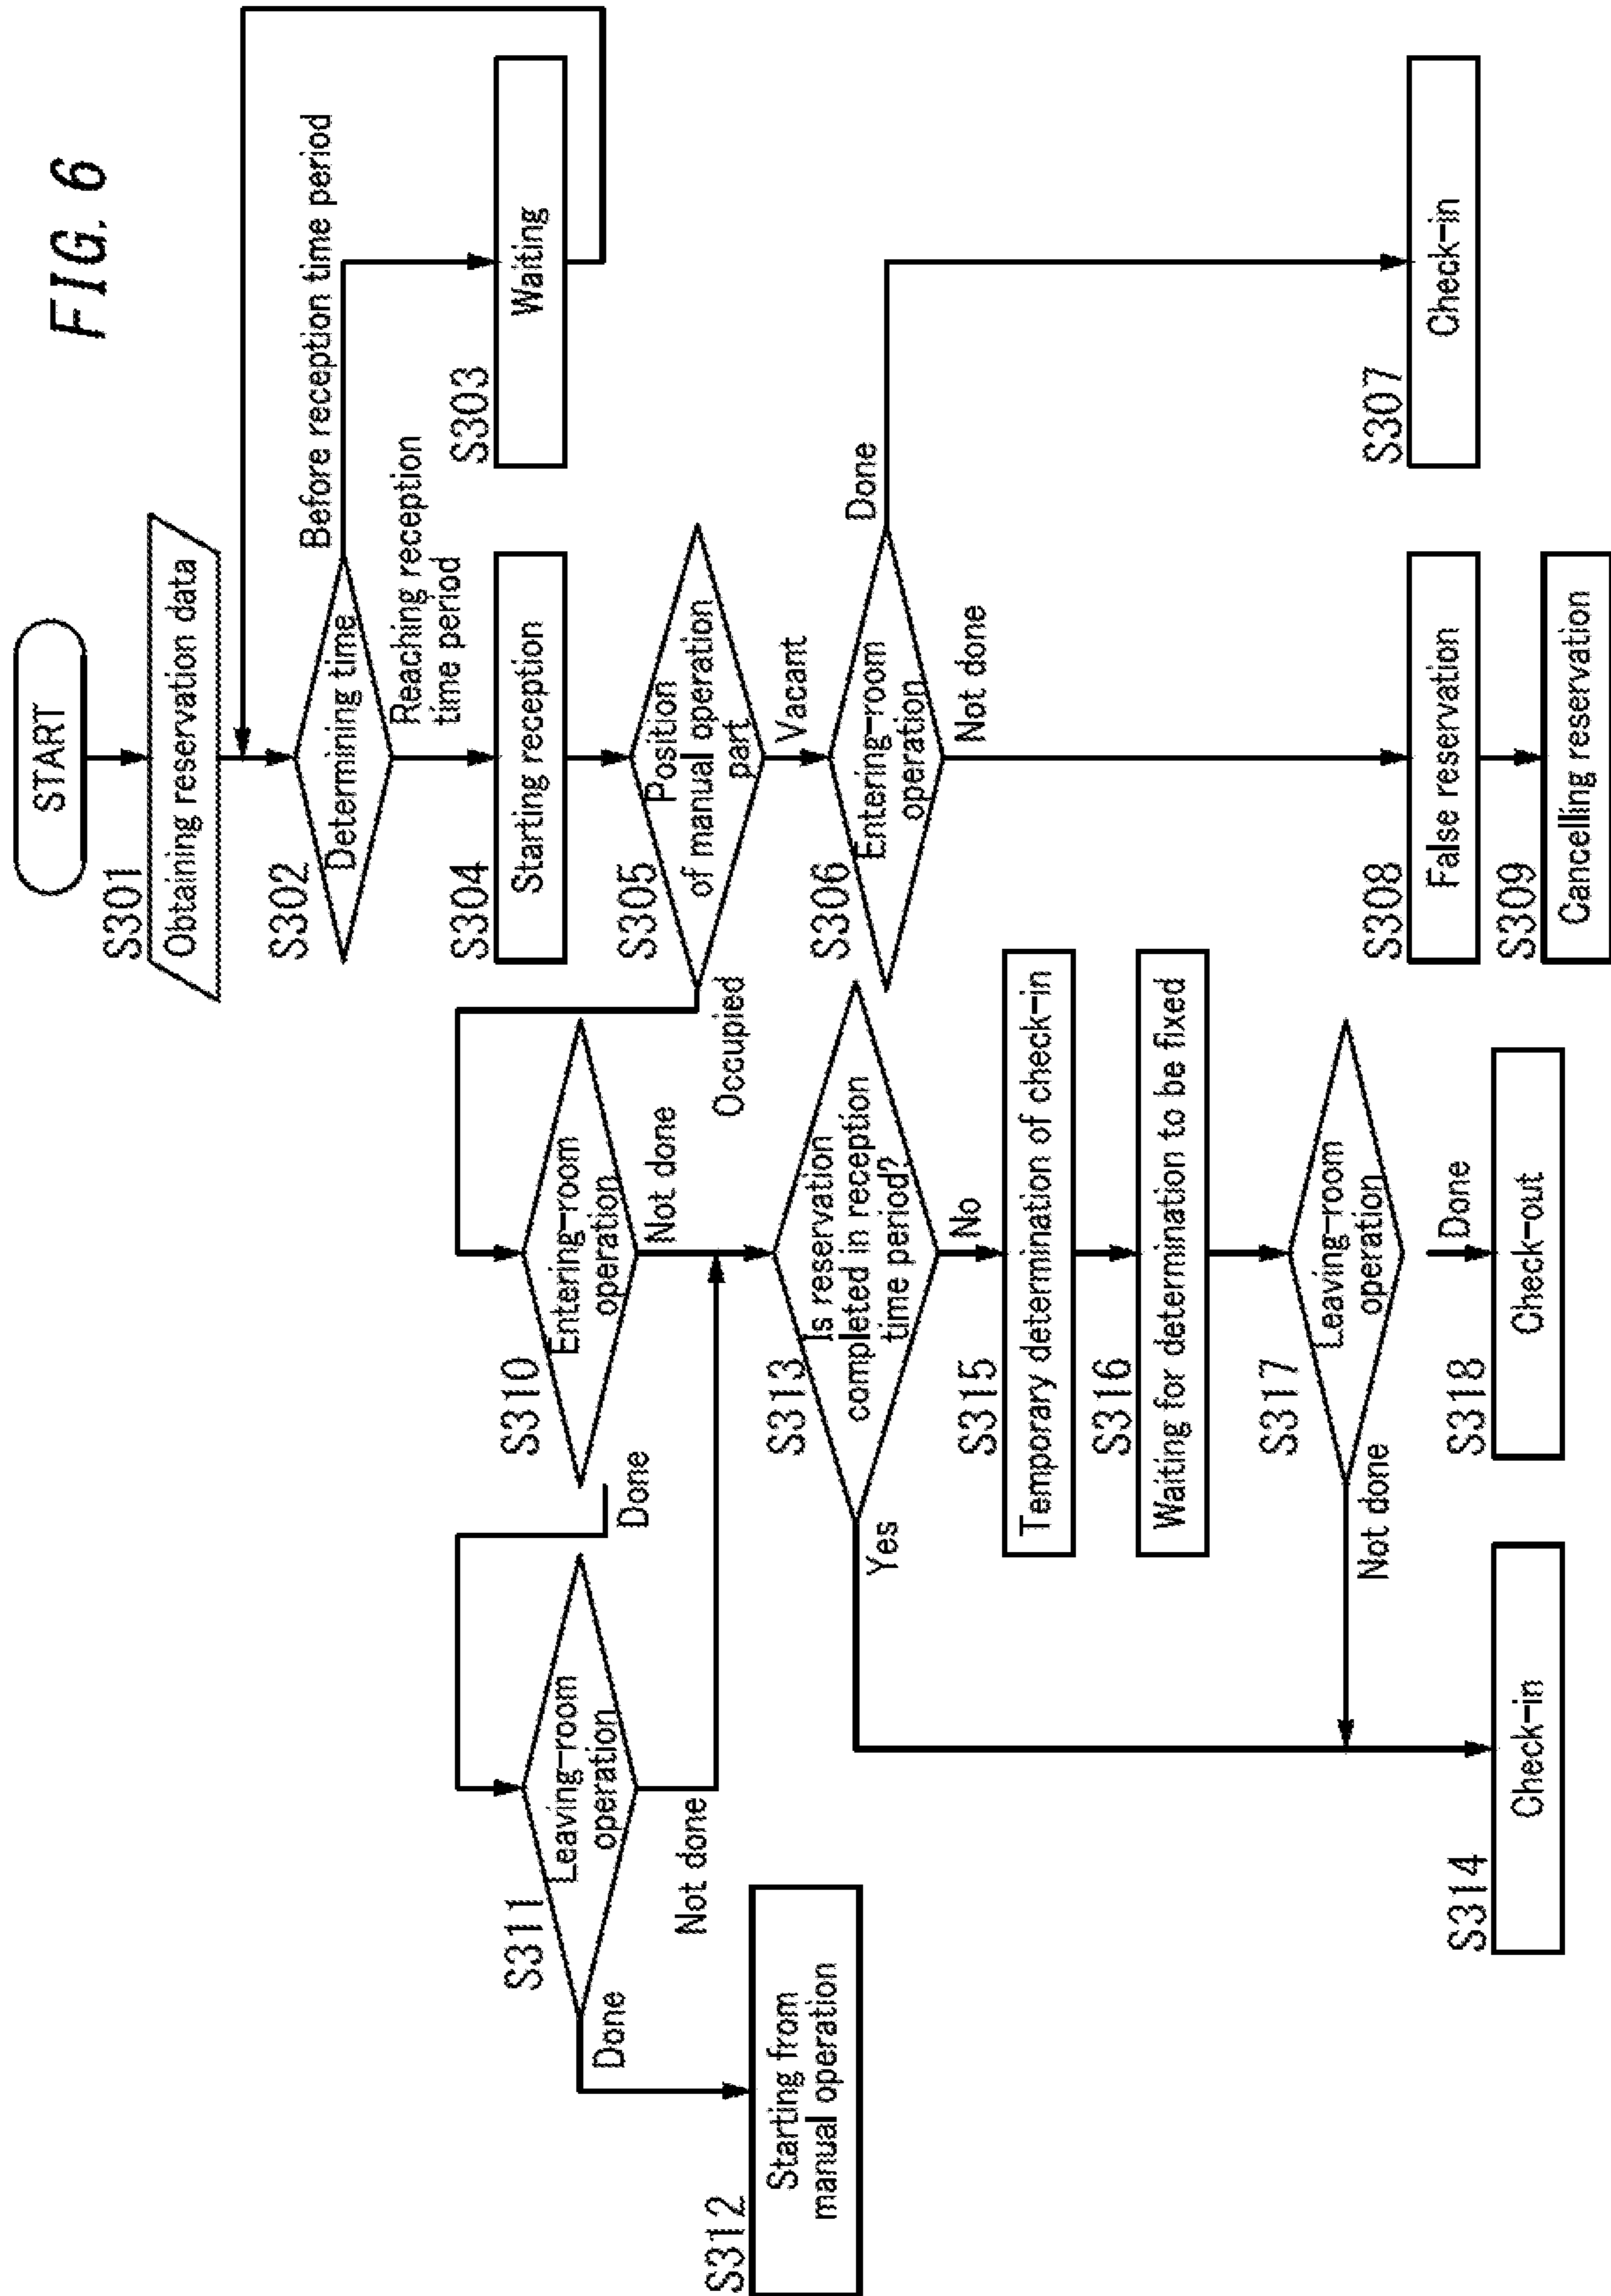 FIG. 6
START
S301
Obtaining reservation data
S302
Determining time
Before reception time period
Reaching reception
time period
S303
Waiting
S304
Starting reception
S305
Position
of manual operation
part
Occupied
Vacant
S306
Entering-room
operation
Done
Not done
S307
Check-in
S308
False reservation
S309
Cancelling reservation
S310
Entering-room
operation
Done
Not done
S311
Leaving-room
operation
Done
Not done
S312
Starting from
manual operation
S313
Is reservation
completed in reception
time period?
Yes
No
S315
Temporary determination of check-in
S316
Waiting for determination to be fixed
S317
Leaving-room
operation
Not done
Done
S314
Check-in
S318
Check-out